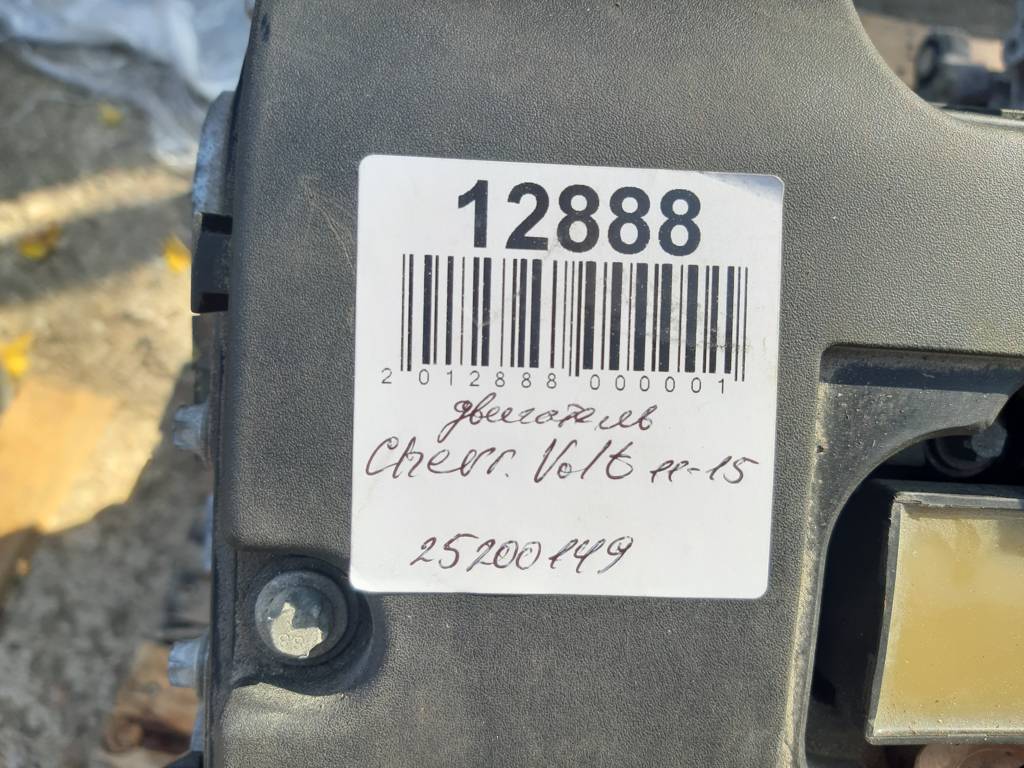 12888
2 012888 000001
двигатель
Chevr. Volt 11-15
25200149